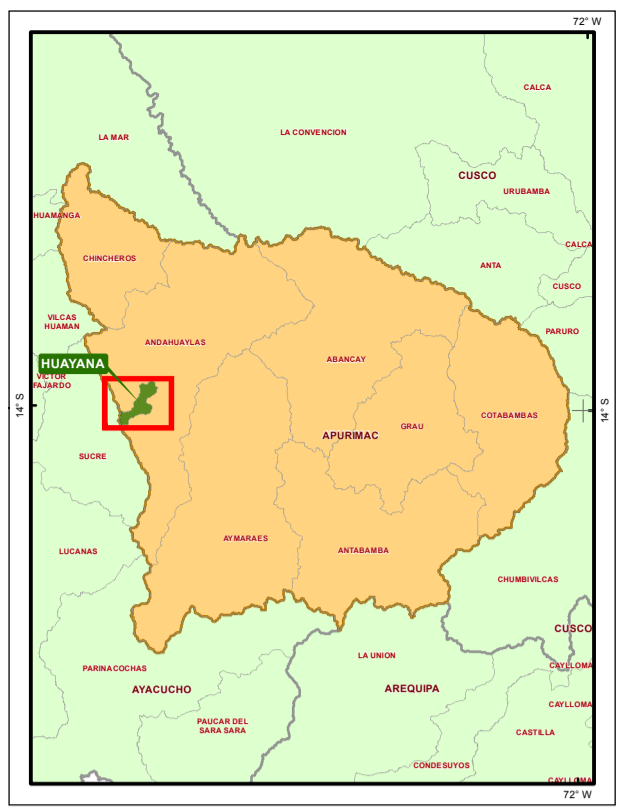 72° W
CALCA
LA CONVENCION
LA MAR
CUSCO
URUBAMBA
HUAMANGA
CALCA
CHINCHEROS
ANTA
CUSCO
VILCAS
HUAMAN
PARURO
ANDAHUAYLAS
ABANCAY
HUAYANA
VICTOR
FAJARDO
14° S
14° S
COTABAMBAS
GRAU
APURIMAC
SUCRE
AYMARAES
LUCANAS
ANTABAMBA
CHUMBIVILCAS
CUSCO
LA UNION
CAYLLOMA
PARINACOCHAS
AYACUCHO
AREQUIPA
CAYLLOMA
PAUCAR DEL
SARA SARA
CASTILLA
CONDESUYOS
CAYLLOMA
72° W